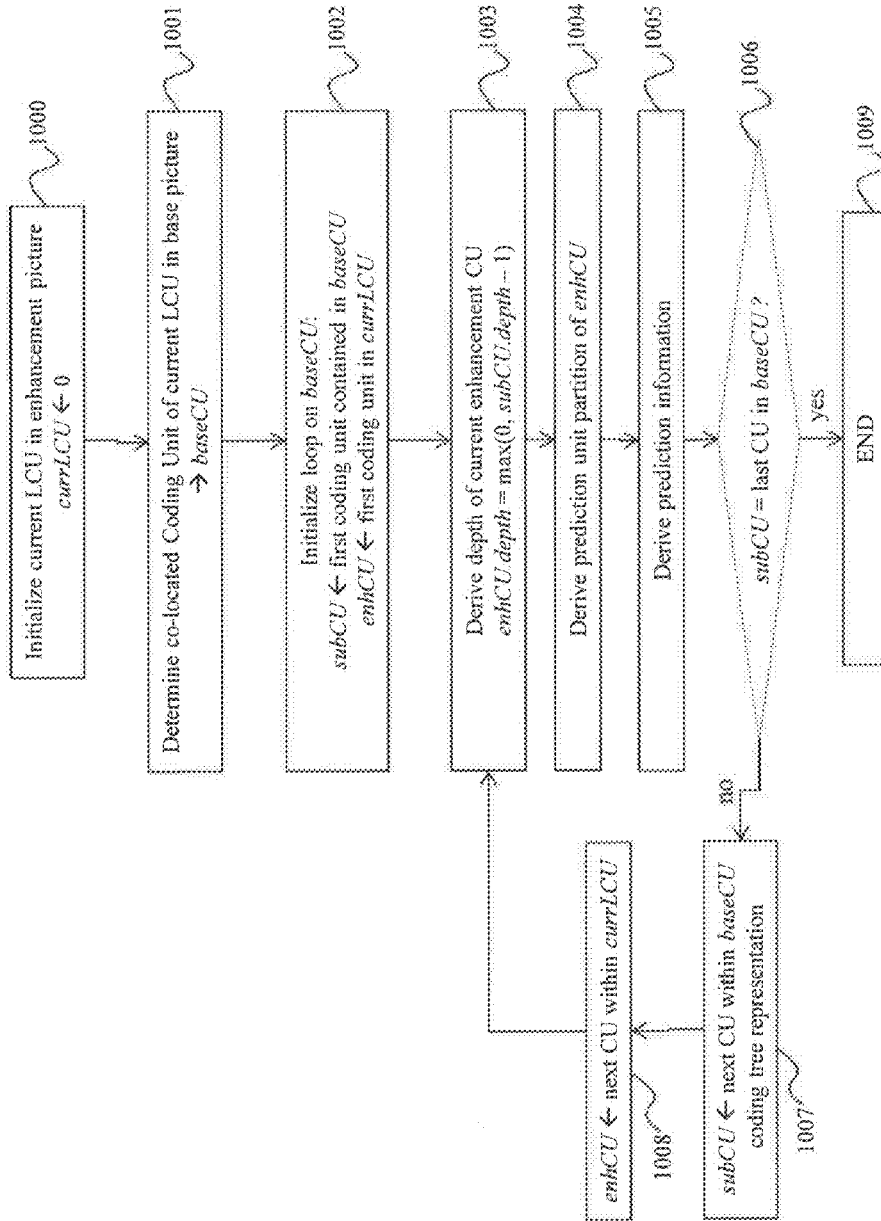 Initialize current LCU in enhancement picture
currLCU ← 0
1000
Determine co-located Coding Unit of current LCU in base picture
→ baseCU
1001
Initialize loop on baseCU:
subCU ← first coding unit contained in baseCU
enhCU ← first coding unit in currLCU
1002
Derive depth of current enhancement CU
enhCU.depth = max(0, subCU.depth − 1)
1003
Derive prediction unit partition of enhCU
1004
Derive prediction information
1005
subCU = last CU in baseCU ?
1006
no
yes
subCU ← next CU within baseCU
coding tree representation
1007
enhCU ← next CU within currLCU
1008
END
1009